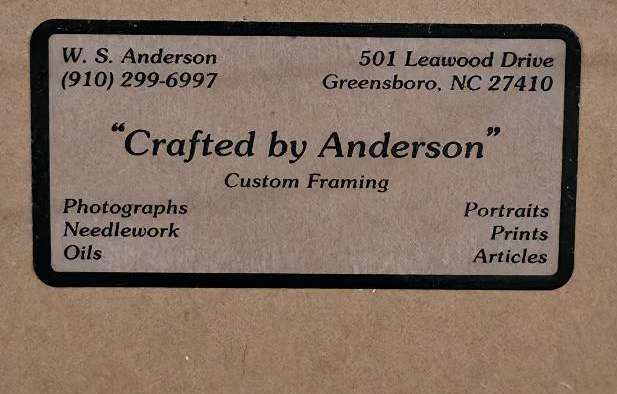 W. S. Anderson
(910) 299-6997
501 Leawood Drive
Greensboro, NC 27410
“Crafted by Anderson”
Custom Framing
Photographs
Needlework
Oils
Portraits
Prints
Articles